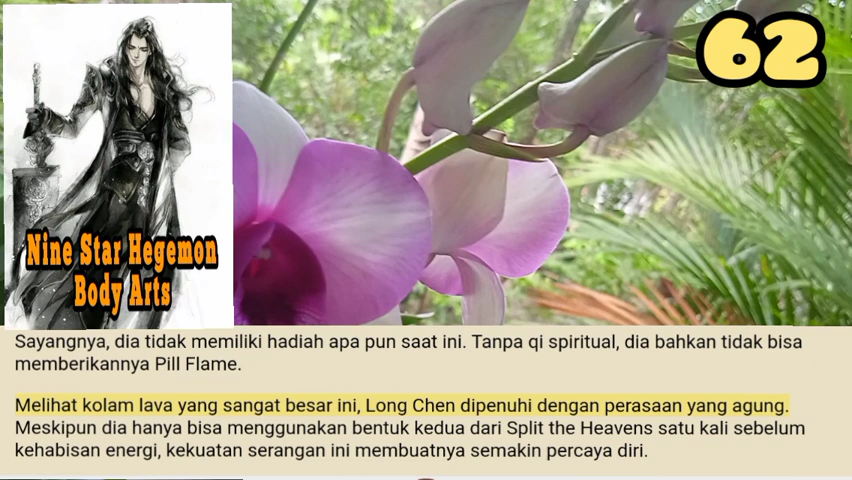 62
Nine Star Hegemon
Body Arts
Sayangnya, dia tidak memiliki hadiah apa pun saat ini. Tanpa qi spiritual, dia bahkan tidak bisa
memberikannya Pill Flame.
Melihat kolam lava yang sangat besar ini, Long Chen dipenuhi dengan perasaan yang agung.
Meskipun dia hanya bisa menggunakan bentuk kedua dari Split the Heavens satu kali sebelum
kehabisan energi, kekuatan serangan ini membuatnya semakin percaya diri.